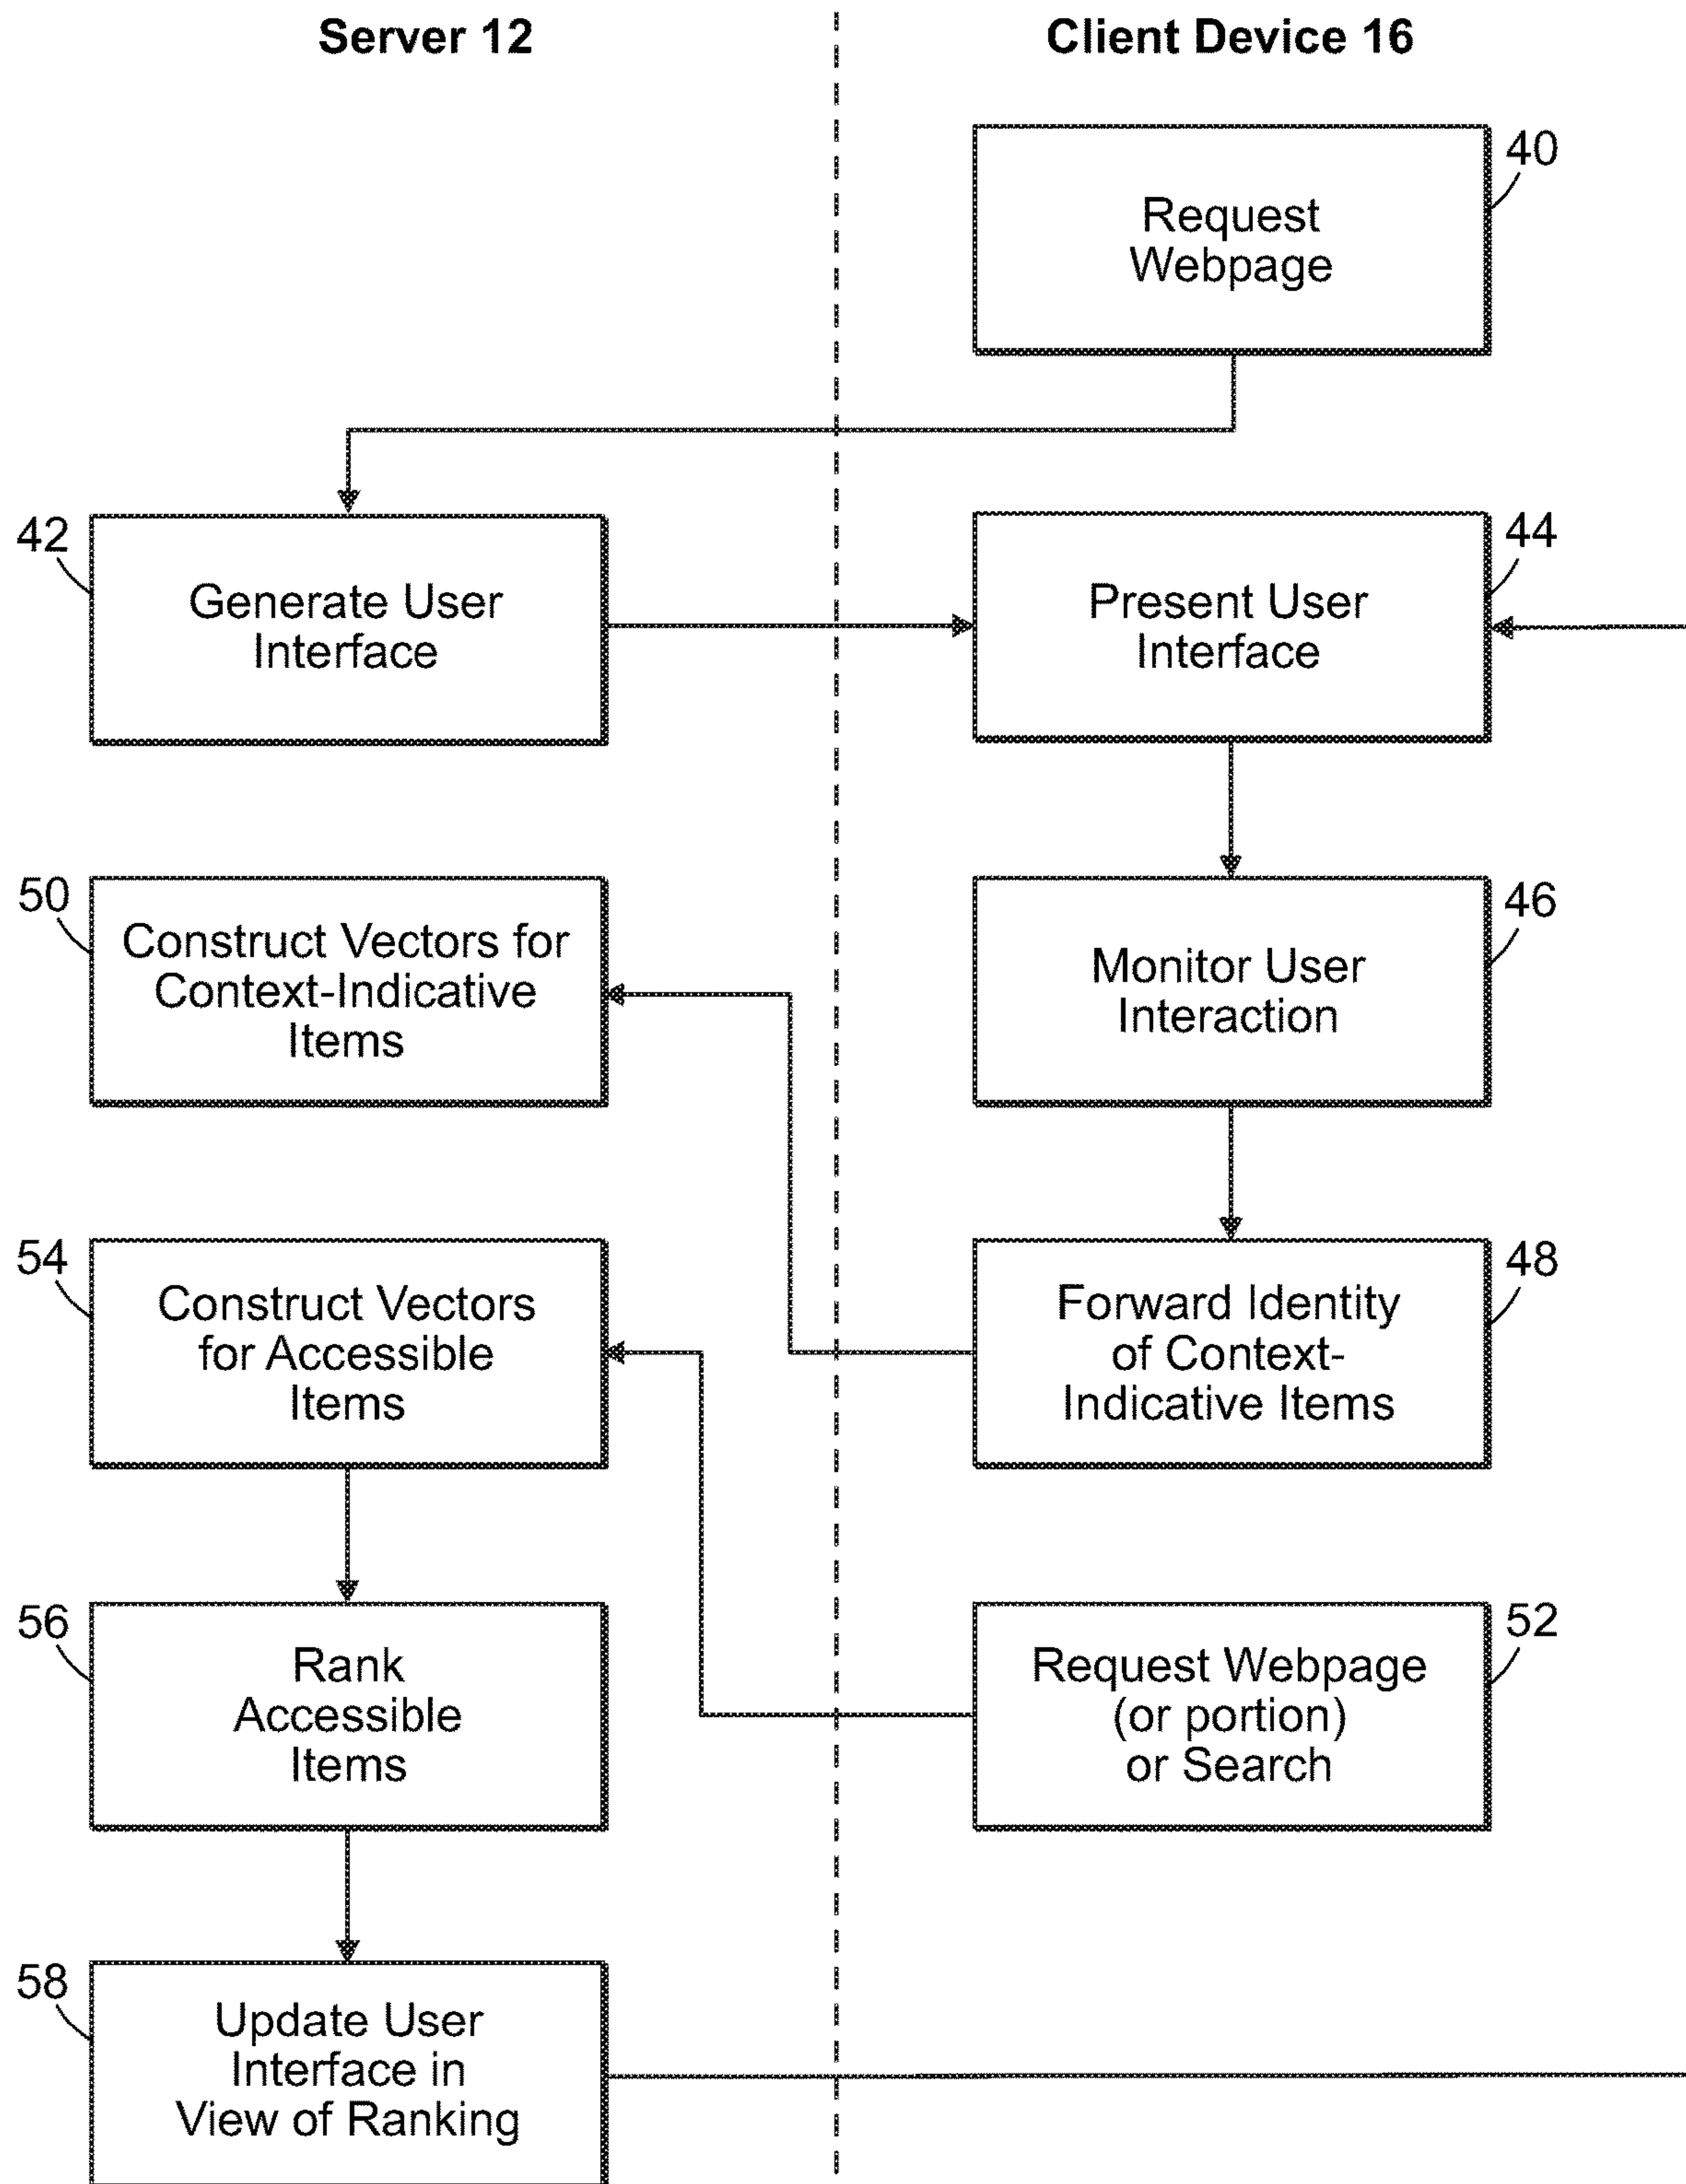 Server 12
Client Device 16
40
Request
Webpage
42
Generate User
Interface
44
Present User
Interface
50
Construct Vectors for
Context-Indicative
Items
46
Monitor User
Interaction
54
Construct Vectors
for Accessible
Items
48
Forward Identity
of Context-
Indicative Items
56
Rank
Accessible
Items
52
Request Webpage
(or portion)
or Search
58
Update User
Interface in
View of Ranking